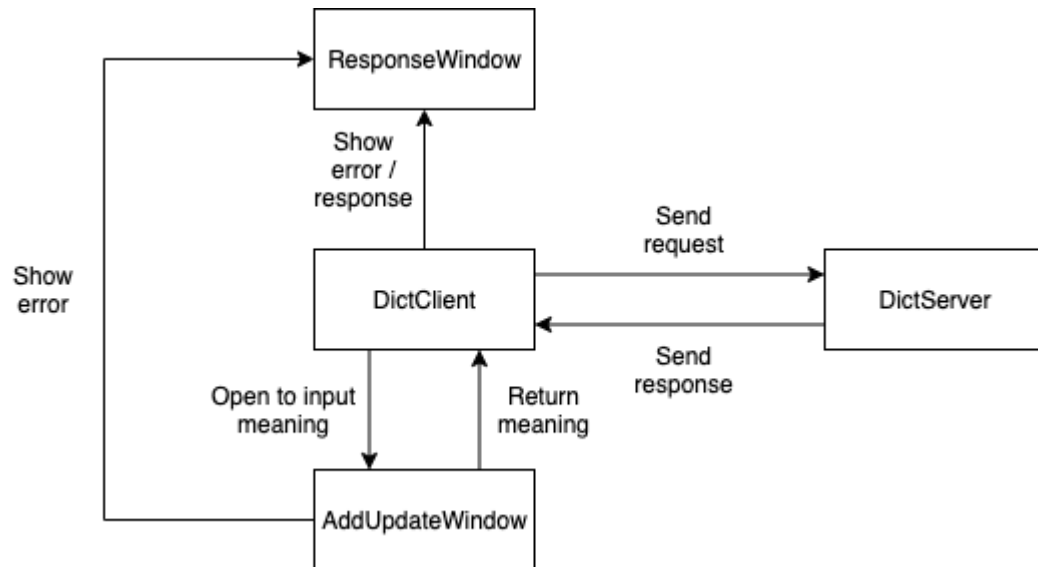 ResponseWindow
Show
error /
response
Send
request
Show
error
DictClient
DictServer
Send
response
Open to input
meaning
Return
meaning
AddUpdateWindow